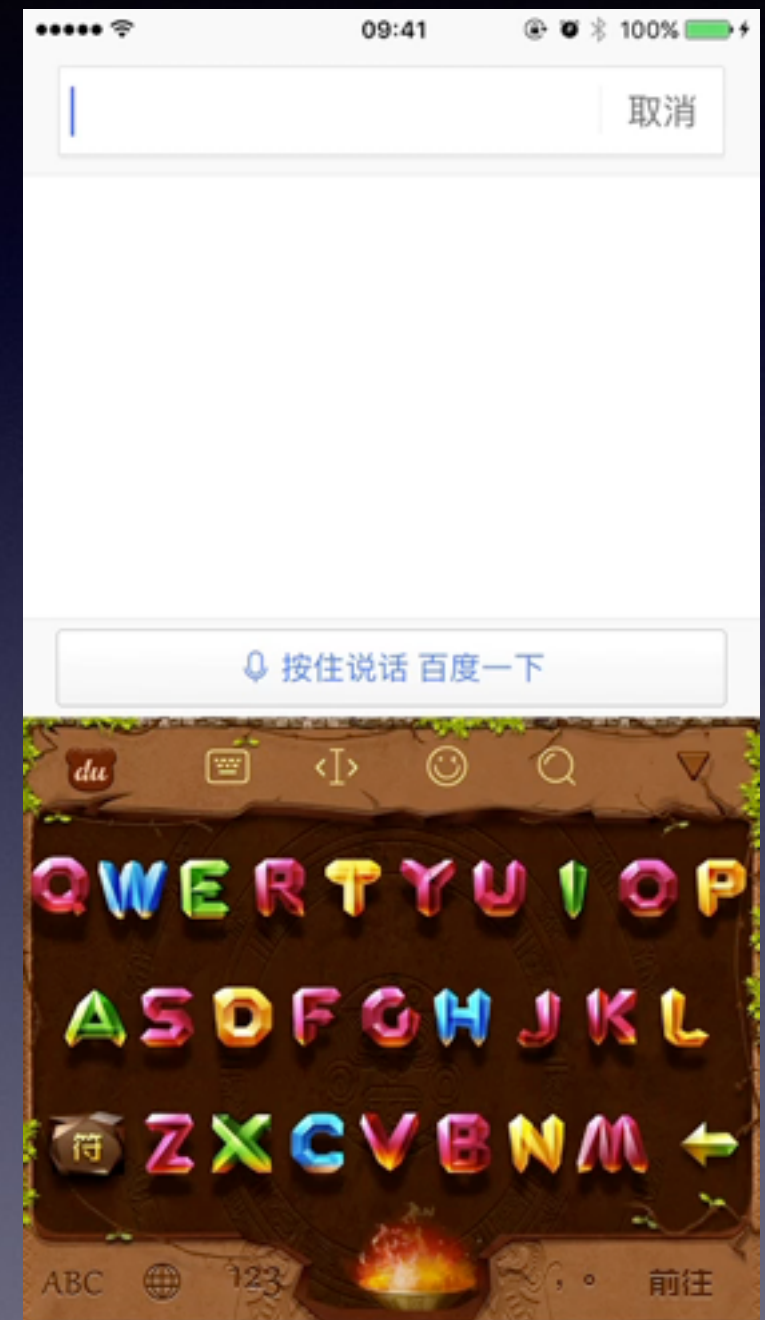 09:41 100%
取消
按住说话 百度一下
du
QWERTYUIOP
ASDFGHJKL
符 ZXCVBNM
ABC 123 ，。 前往